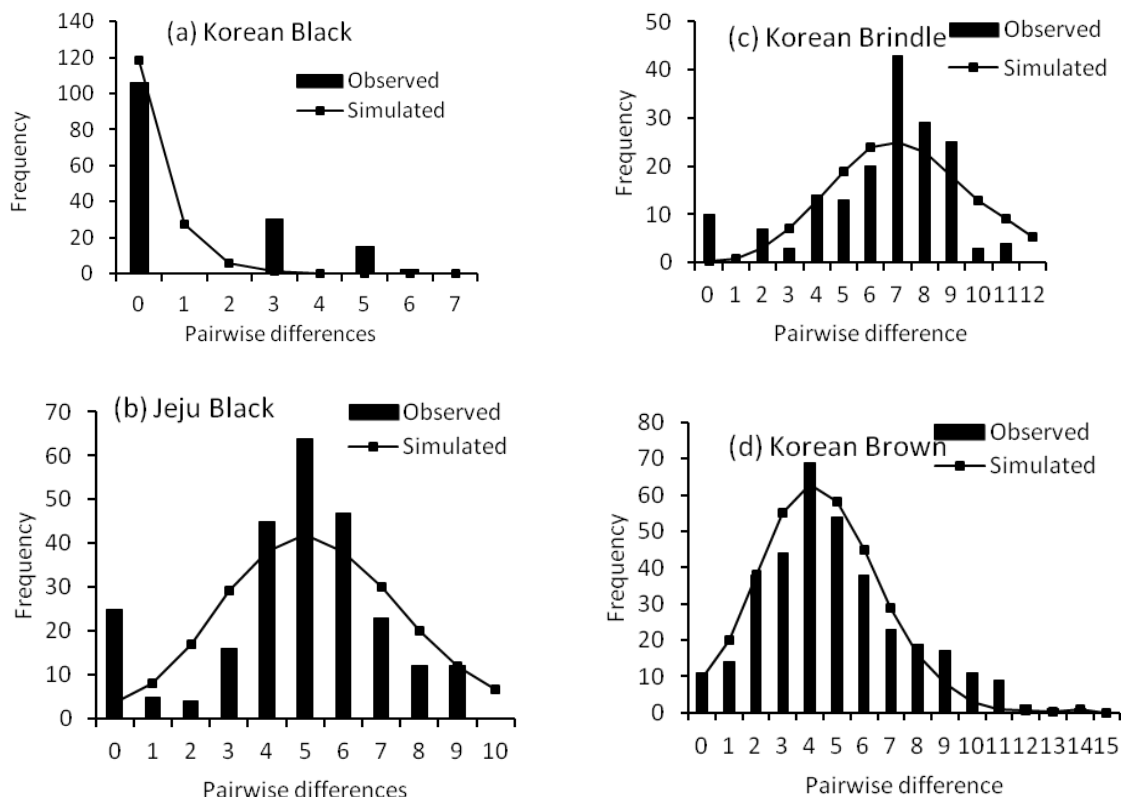 (a) Korean Black
Observed
Simulated
Frequency
140
120
100
80
60
40
20
0
0 1 2 3 4 5 6 7
Pairwise differences
(c) Korean Brindle
Observed
Simulated
Frequency
50
40
30
20
10
0
0 1 2 3 4 5 6 7 8 9 10 11 12
Pairwise difference
(b) Jeju Black
Observed
Simulated
Frequency
70
60
50
40
30
20
10
0
0 1 2 3 4 5 6 7 8 9 10
Pairwise differences
(d) Korean Brown
Observed
Simulated
Frequency
80
70
60
50
40
30
20
10
0
0 1 2 3 4 5 6 7 8 9 10 11 12 13 14 15
Pairwise difference